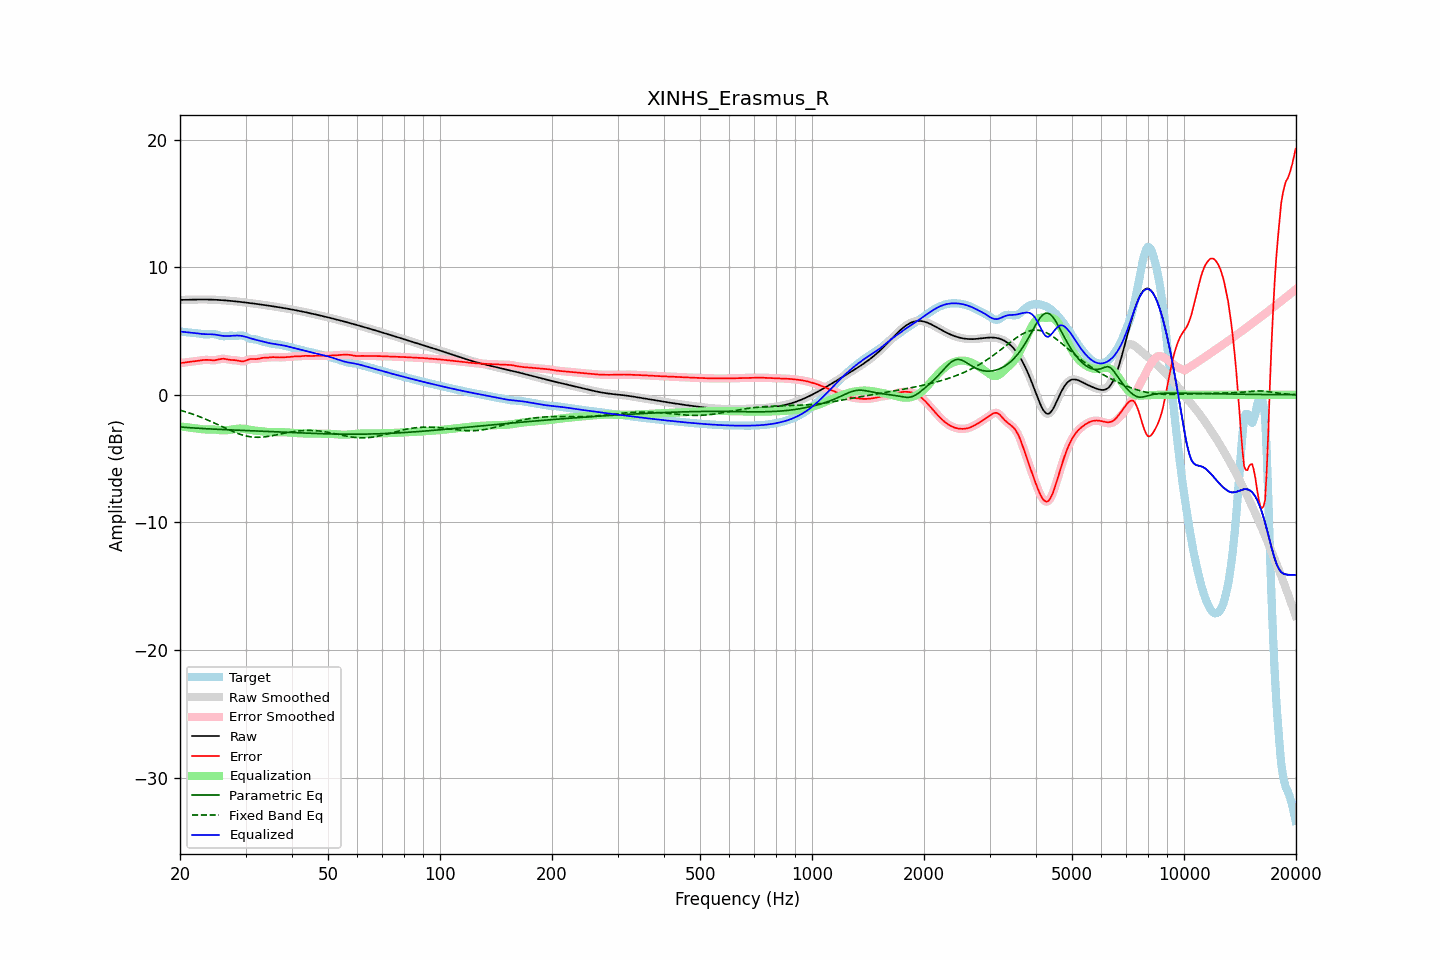 XINHS_Erasmus_R
20
10
0
−10
−20
−30
Amplitude (dBr)
Target
Raw Smoothed
Error Smoothed
Raw
Error
Equalization
Parametric Eq
Fixed Band Eq
Equalized
20 50 100 200 500 1000 2000 5000 10000 20000
Frequency (Hz)